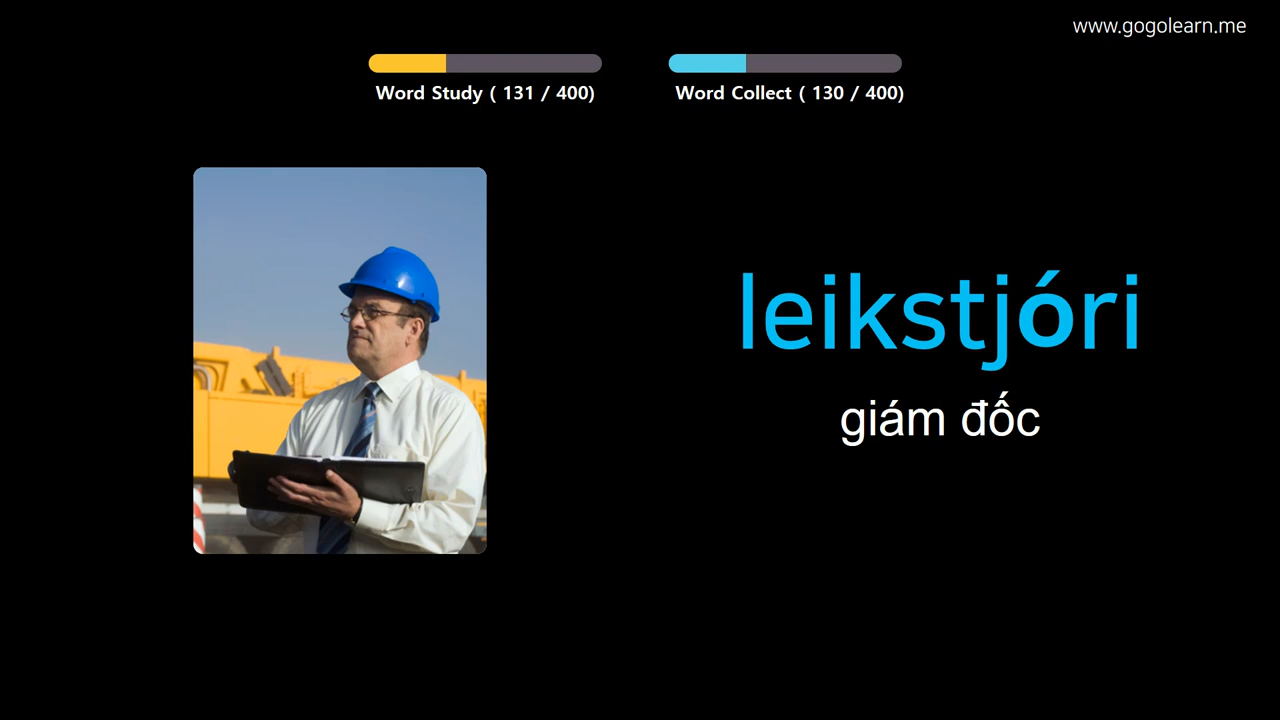 www.gogolearn.me
Word Study ( 131 / 400)
Word Collect ( 130 / 400)
leikstjóri
giám đốc